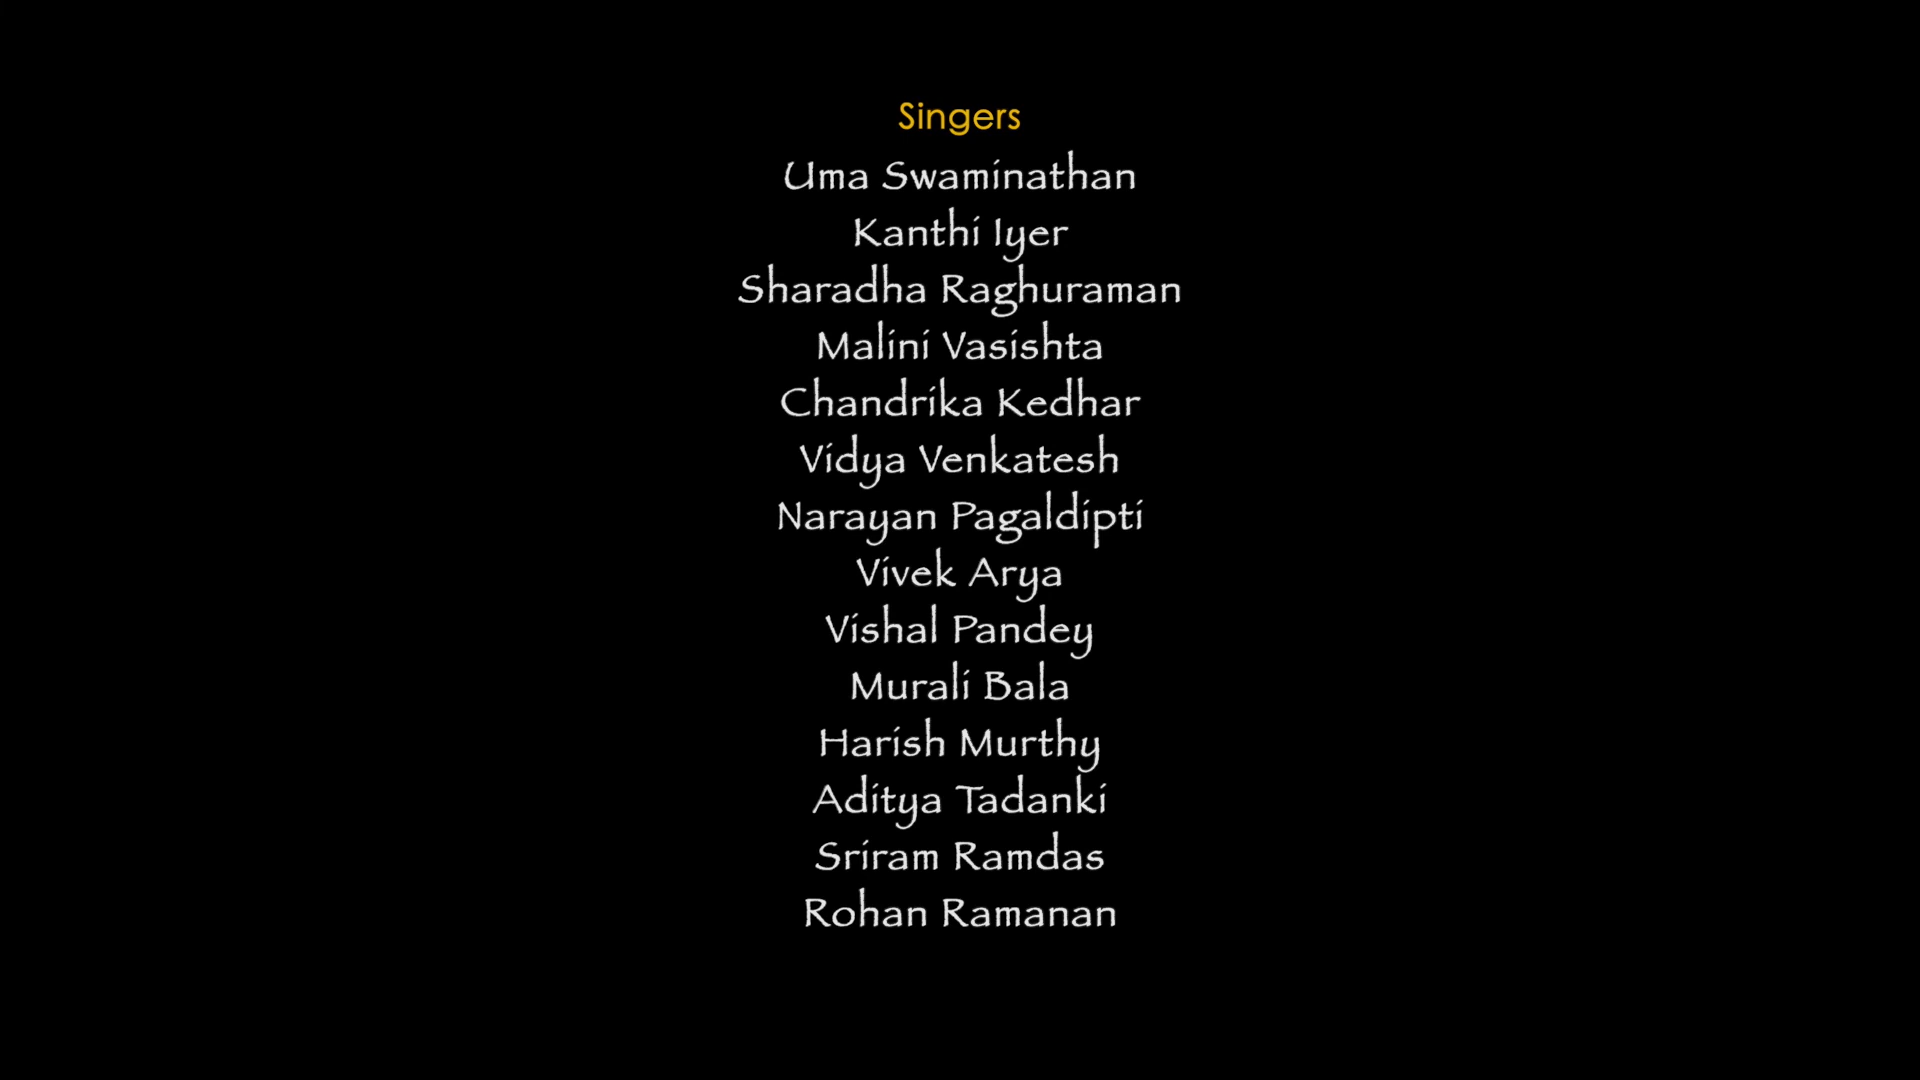 Singers
Uma Swaminathan
Kanthi Iyer
Sharadha Raghuraman
Malini Vasishta
Chandrika Kedhar
Vidya Venkatesh
Narayan Pagaldipti
Vivek Arya
Vishal Pandey
Murali Bala
Harish Murthy
Aditya Tadanki
Sriram Ramdas
Rohan Ramanan